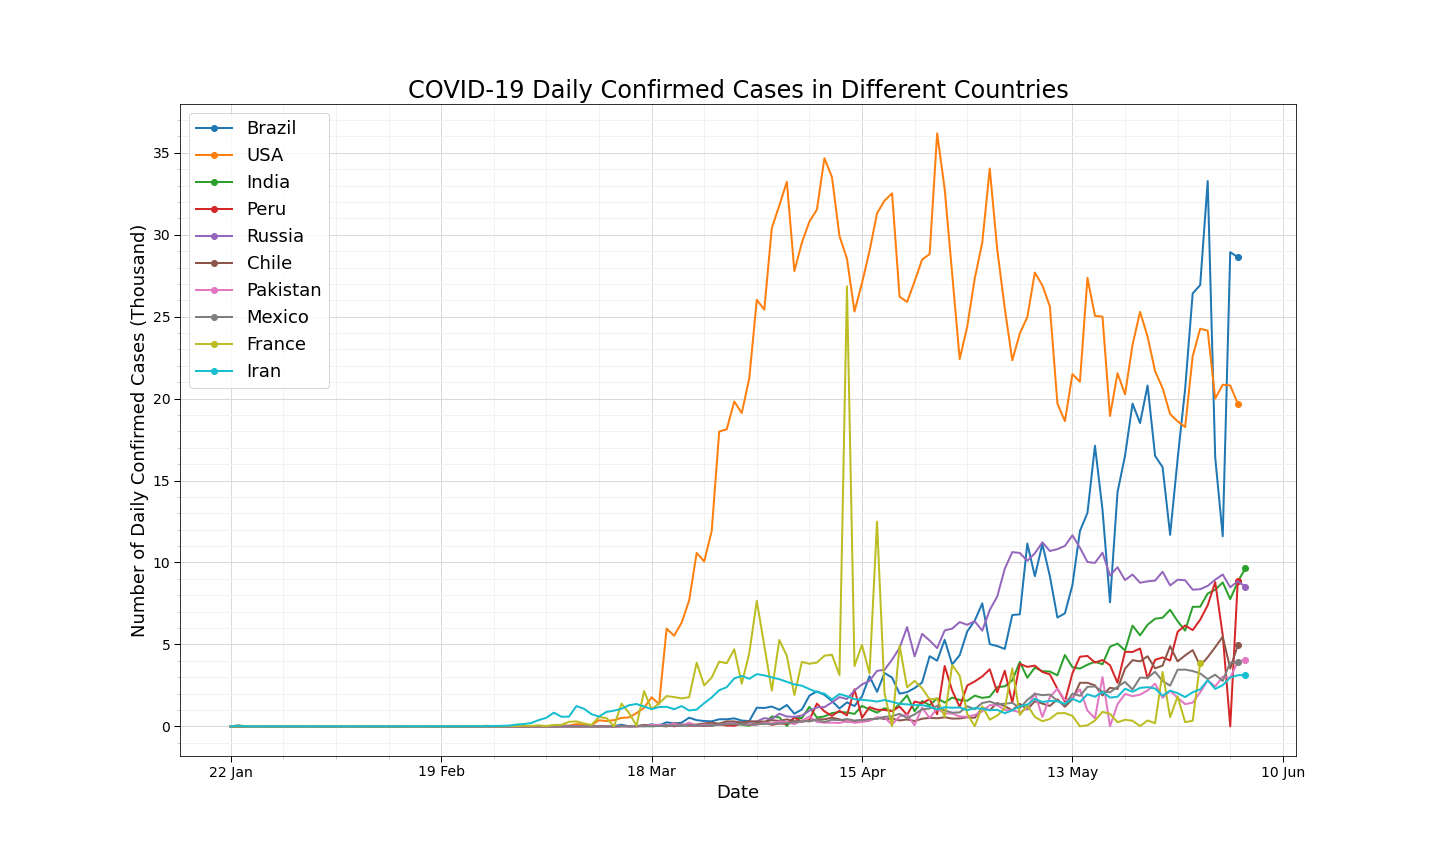 COVID-19 Daily Confirmed Cases in Different Countries
Brazil
USA
India
Peru
Russia
Chile
Pakistan
Mexico
France
Iran
Number of Daily Confirmed Cases (Thousand)
35
30
25
20
15
10
5
0
22 Jan
19 Feb
18 Mar
15 Apr
13 May
10 Jun
Date